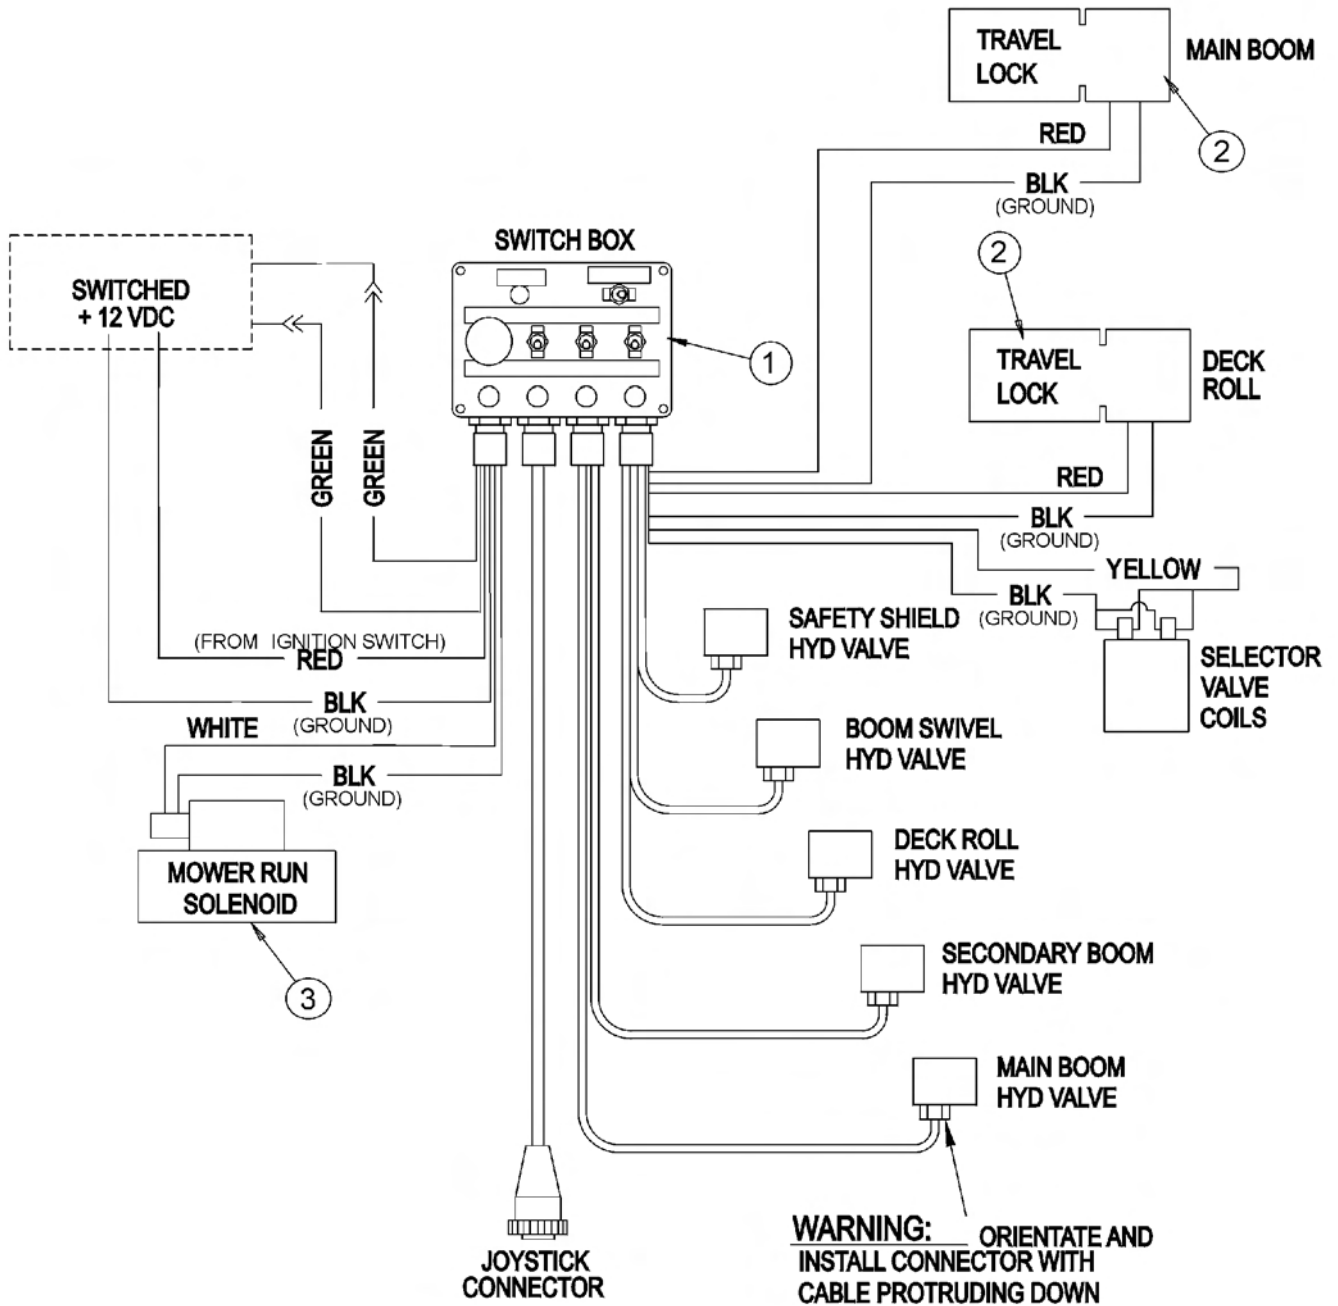 TRAVEL
LOCK
MAIN BOOM
RED
2
BLK
(GROUND)
SWITCH BOX
2
SWITCHED
+ 12 VDC
1
TRAVEL
LOCK
DECK
ROLL
GREEN
GREEN
RED
BLK
(GROUND)
YELLOW
BLK
(GROUND)
SAFETY SHIELD
HYD VALVE
(FROM IGNITION SWITCH)
RED
SELECTOR
VALVE
COILS
BLK
(GROUND)
WHITE
BOOM SWIVEL
HYD VALVE
BLK
(GROUND)
DECK ROLL
HYD VALVE
MOWER RUN
SOLENOID
SECONDARY BOOM
HYD VALVE
3
MAIN BOOM
HYD VALVE
JOYSTICK
CONNECTOR
WARNING: ORIENTATE AND
INSTALL CONNECTOR WITH
CABLE PROTRUDING DOWN